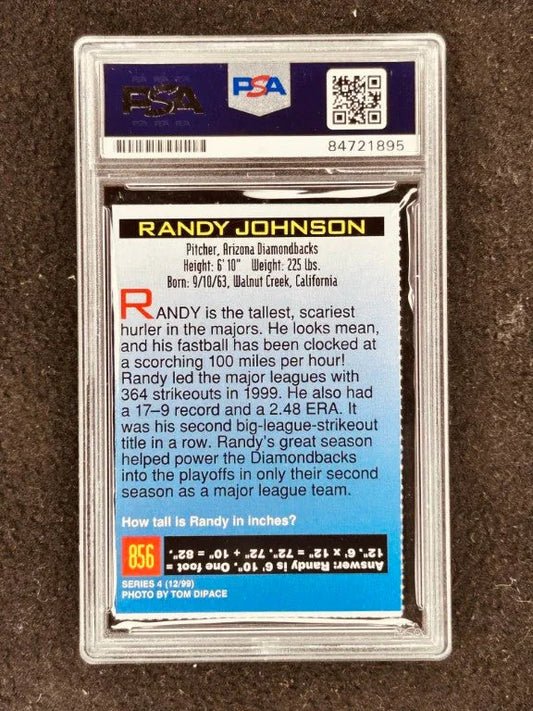 PSA
PSA
84721895
RANDY JOHNSON
Pitcher, Arizona Diamondbacks
Height: 6' 10" Weight: 225 lbs.
Born: 9/10/63, Walnut Creek, California
RANDY is the tallest, scariest
hurler in the majors. He looks mean,
and his fastball has been clocked at
a scorching 100 miles per hour!
Randy led the major leagues with
364 strikeouts in 1999. He also had
a 17–9 record and a 2.48 ERA. It
was his second big-league-strikeout
title in a row. Randy's great season
helped power the Diamondbacks
into the playoffs in only their second
season as a major league team.
How tall is Randy in inches?
856
Answer: Randy is 6' 10". One foot =
12". 6' x 12" = 72". 72" + 10" = 82".
SERIES 4 (12/99)
PHOTO BY TOM DIPACE